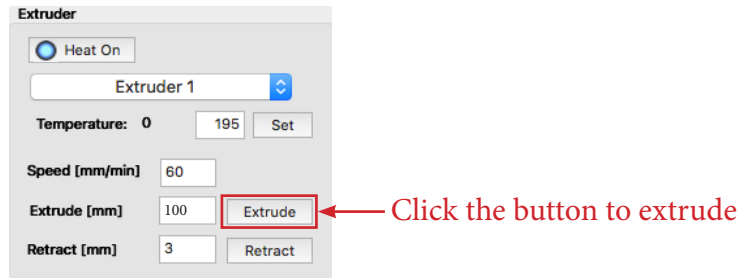 Extruder
Heat On
Extruder 1
Temperature: 0 195 Set
Speed [mm/min] 60
Extrude [mm] 100 Extrude Click the button to extrude
Retract [mm] 3 Retract